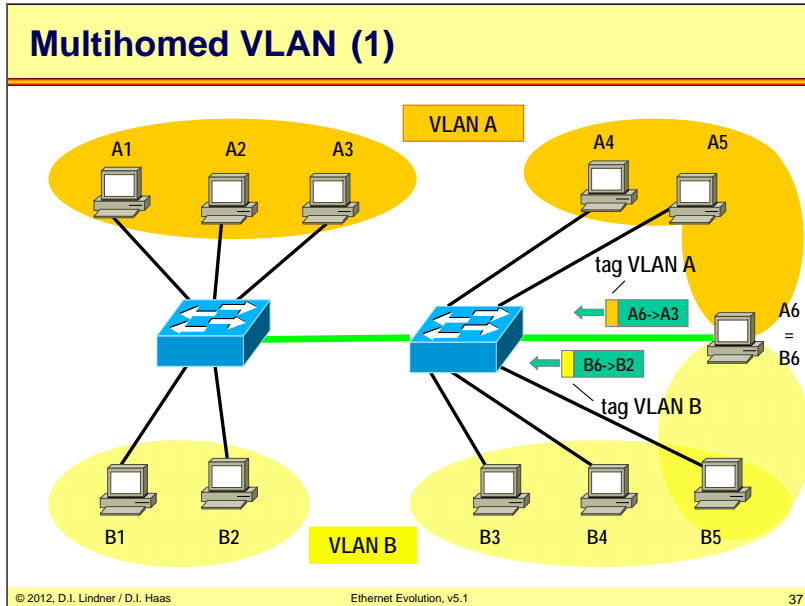 Multihomed VLAN (1)
VLAN A
A1
A2
A3
A4
A5
tag VLAN A
A6->A3
A6
=
B6
B6->B2
tag VLAN B
B1
B2
VLAN B
B3
B4
B5
© 2012, D.I. Lindner / D.I. Haas
Ethernet Evolution, v5.1
37